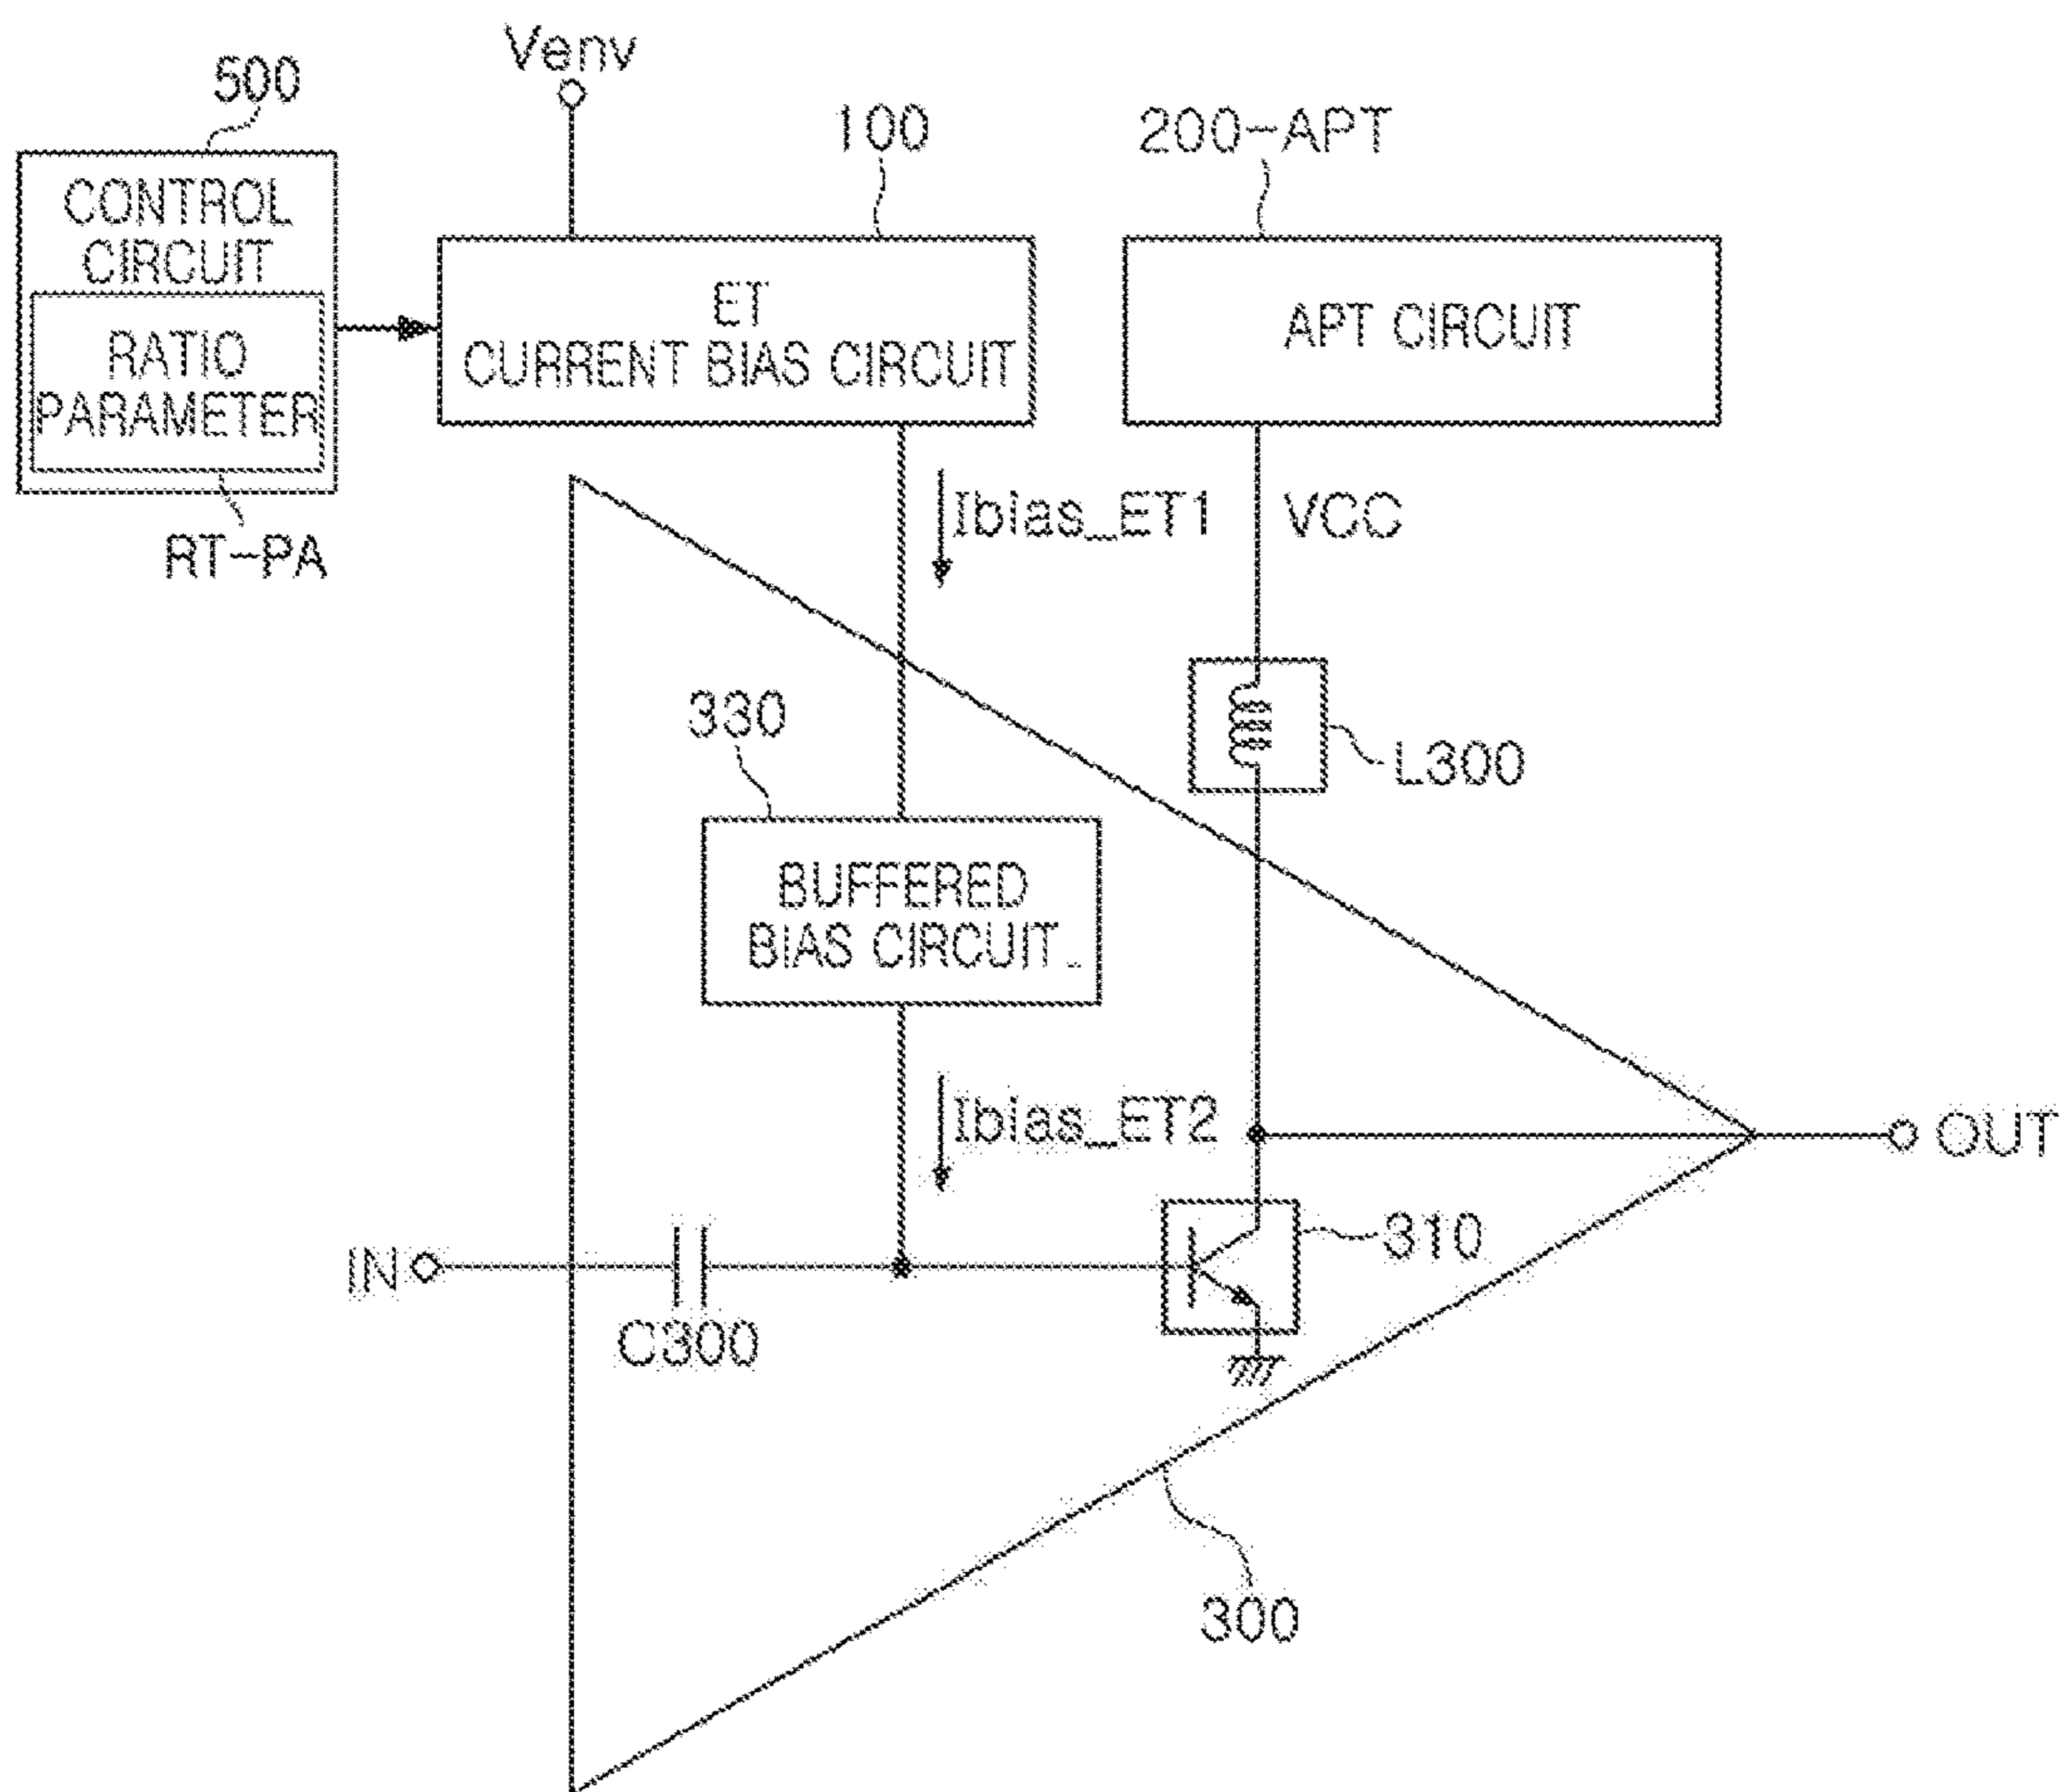 Venv
500
100
200-APT
CONTROL
CIRCUIT
RATIO
PARAMETER
RT-PA
ET
CURRENT BIAS CIRCUIT
APT CIRCUIT
Ibias_ET1
VCC
330
L300
BUFFERED
BIAS CIRCUIT
Ibias_ET2
OUT
IN
C300
310
300